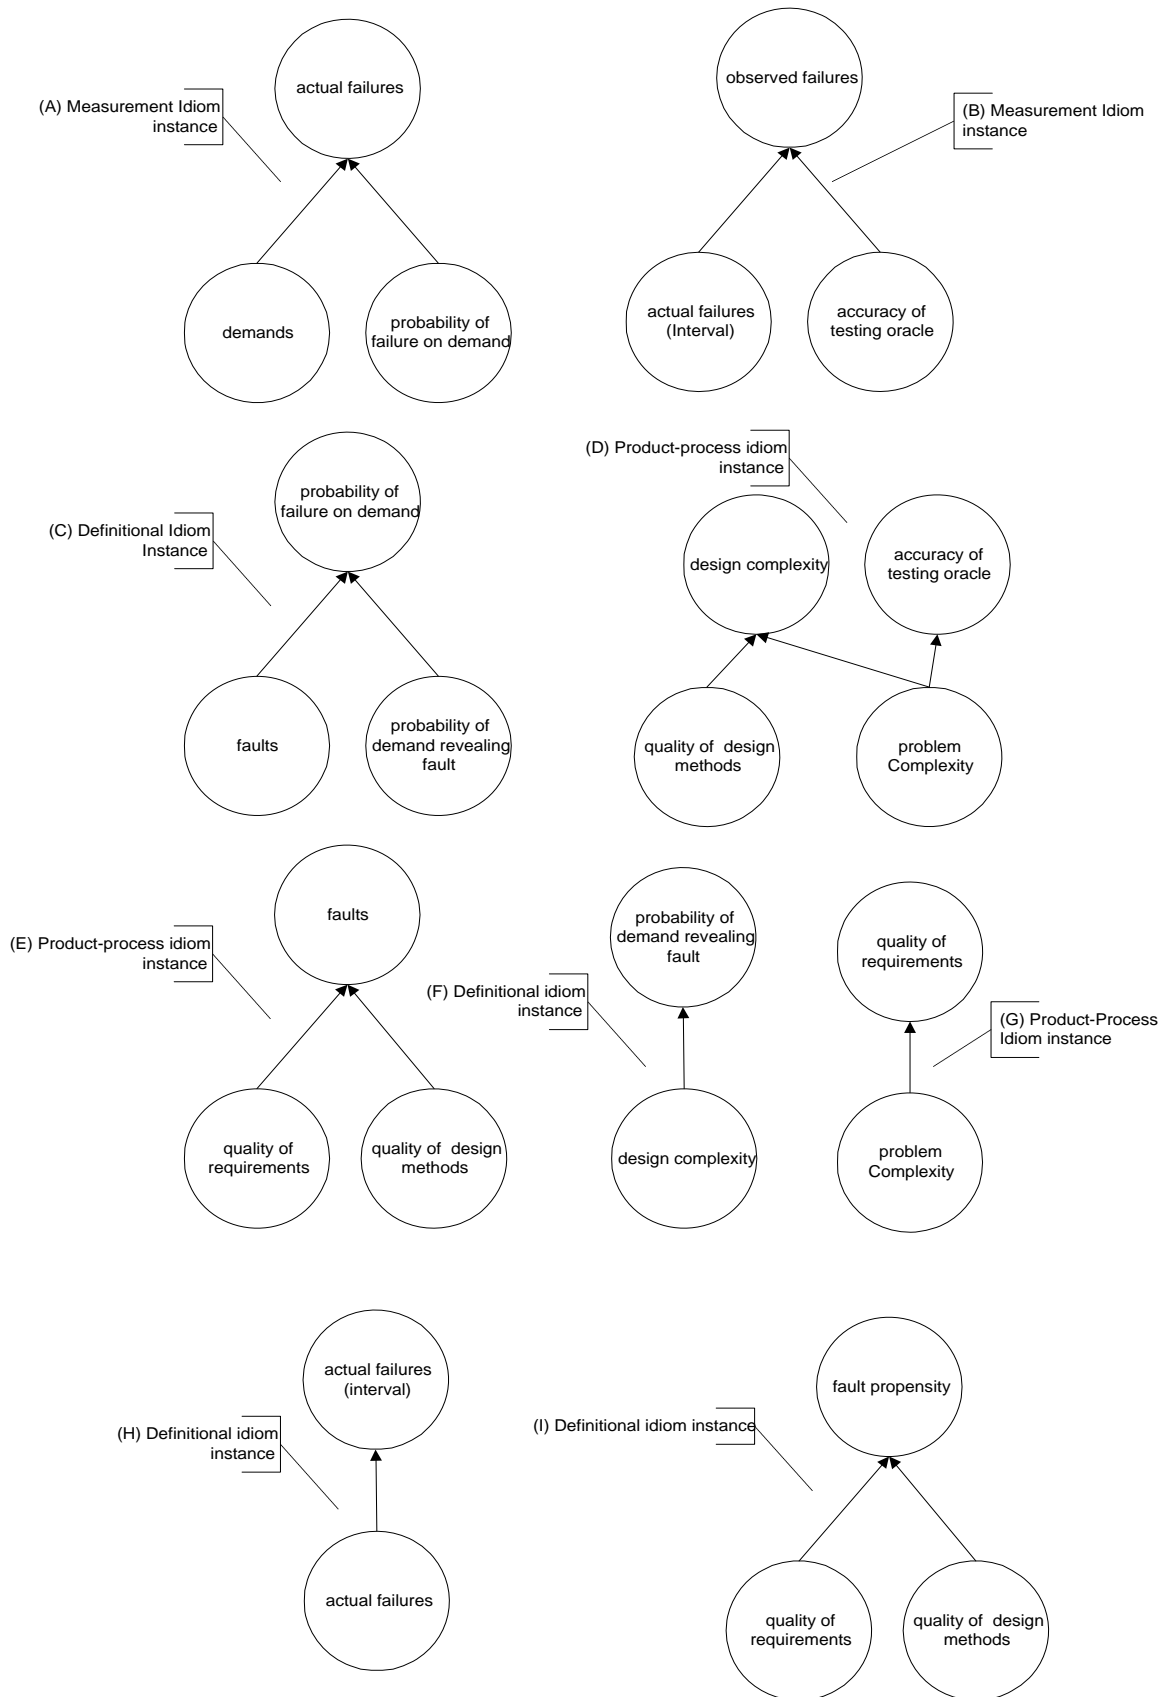 actual failures
(A) Measurement Idiom
instance
demands
probability of
failure on demand
observed failures
(B) Measurement Idiom
instance
actual failures
(Interval)
accuracy of
testing oracle
probability of
failure on demand
(C) Definitional Idiom
Instance
faults
probability of
demand revealing
fault
(D) Product-process idiom
instance
design complexity
accuracy of
testing oracle
quality of design
methods
problem
Complexity
faults
(E) Product-process idiom
instance
quality of
requirements
quality of design
methods
probability of
demand revealing
fault
(F) Definitional idiom
instance
design complexity
quality of
requirements
(G) Product-Process
Idiom instance
problem
Complexity
actual failures
(interval)
(H) Definitional idiom
instance
actual failures
fault propensity
(I) Definitional idiom instance
quality of
requirements
quality of design
methods